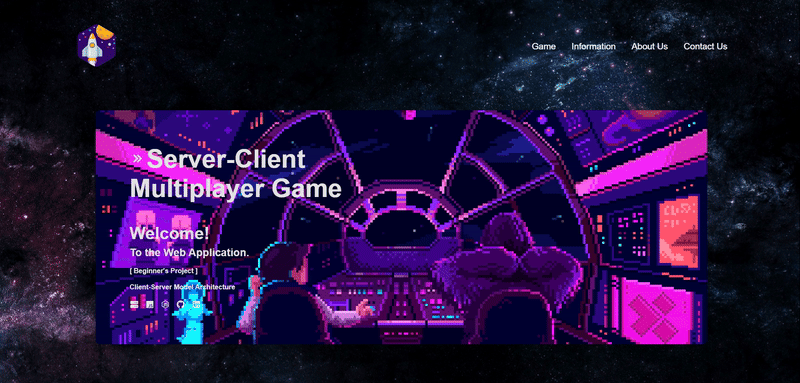 Game Information About Us Contact Us
» Server-Client
Multiplayer Game
Welcome!
To the Web Application.
[ Beginner's Project ]
Client-Server Model Architecture